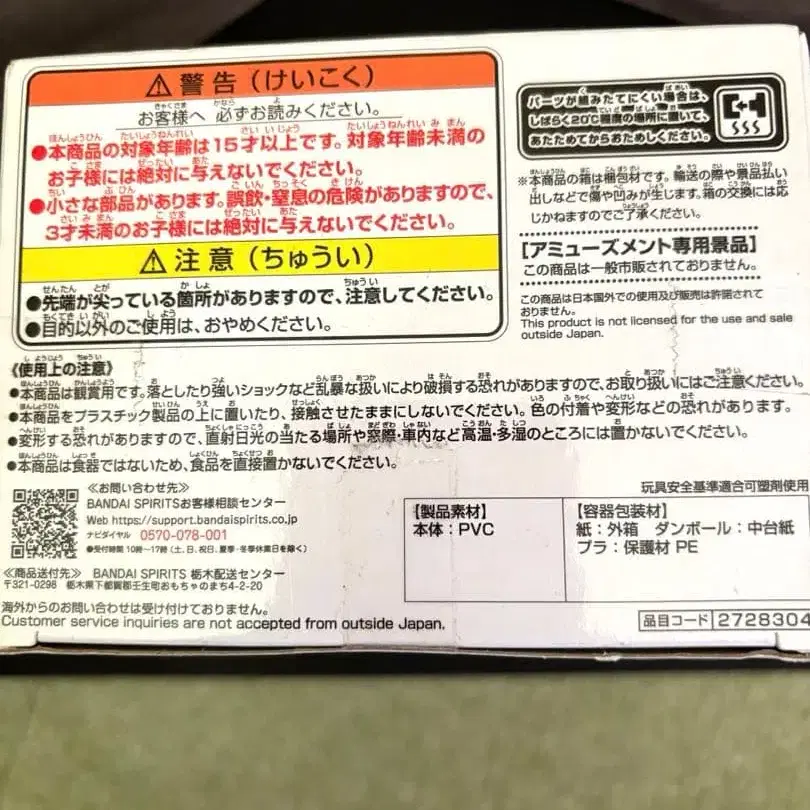 ⚠警告（けいこく）
お客様へ 必ずお読みください。
●本商品の対象年齢は15才以上です。対象年齢未満の
お子様には絶対に与えないでください。
●小さな部品があります。誤飲・窒息の危険がありますので、
3才未満のお子様には絶対に与えないでください。
⚠注意（ちゅうい）
●先端が尖っている箇所がありますので、注意してください。
●目的以外のご使用は、おやめください。
パーツが組みたてにくい場合は、
しばらく20℃程度の場所に置いて、
あたためてからおためしください。
※本商品の箱は梱包材です。輸送の際や景品払い
出しなどで傷や凹みが生じます。箱の交換には応
じかねますのでご了承ください。
[アミューズメント専用景品]
この商品は一般市販されておりません。
この商品は日本国外での使用及び販売は許諾されて
おりません。
This product is not licensed for the use and sale
outside Japan.
《使用上の注意》
●本商品は観賞用です。落としたり強いショックなど乱暴な扱いにより破損する恐れがありますので、お取り扱いにはご注意ください。
●本商品をプラスチック製品の上に置いたり、接触させたままにしないでください。色の付着や変形などの恐れがあります。
●変形する恐れがありますので、直射日光の当たる場所や窓際・車内など高温・多湿のところには置かないでください。
●本商品は食器ではないため、食品を直接置かないでください。
玩具安全基準適合可塑剤使用
≪お問い合わせ先≫
BANDAI SPIRITSお客様相談センター
Web https://support.bandaispirits.co.jp
ナビダイヤル 0570-078-001
●受付時間 10時〜17時（土、日、祝日、夏季・冬季休業日を除く）
≪商品送付先≫ BANDAI SPIRITS 栃木配送センター
〒321-0298 栃木県下都賀郡壬生町おもちゃのまち4-2-20
海外からのお問い合わせは受け付けておりません。
Customer service inquiries are not accepted from outside Japan.
【製品素材】
本体：PVC
【容器包装材】
紙：外箱 ダンボール：中台紙
プラ：保護材 PE
品目コード 2728304